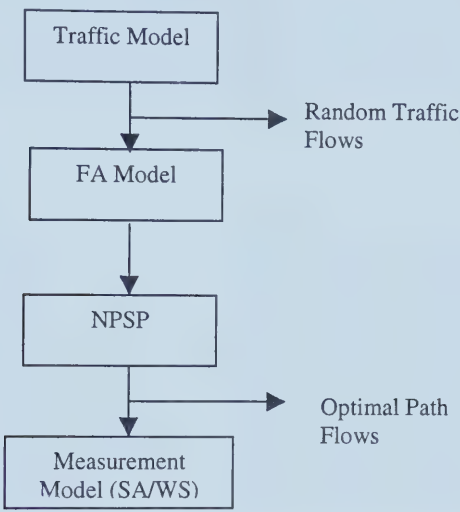 Traffic Model
Random Traffic
Flows
FA Model
NPSP
Optimal Path
Flows
Measurement
Model (SA/WS)